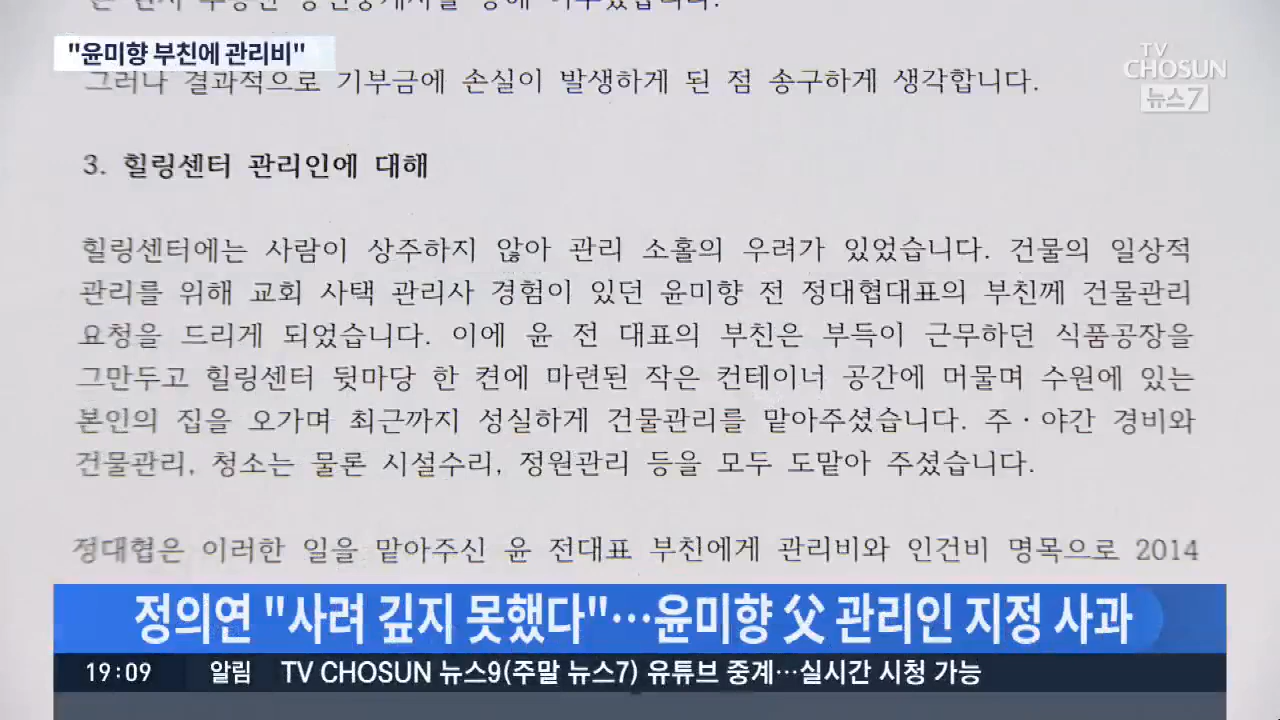 "윤미향 부친에 관리비"
TV
CHOSUN
뉴스7
그러나 결과적으로 기부금에 손실이 발생하게 된 점 송구하게 생각합니다.
3. 힐링센터 관리인에 대해
힐링센터에는 사람이 상주하지 않아 관리 소홀의 우려가 있었습니다. 건물의 일상적
관리를 위해 교회 사택 관리사 경험이 있던 윤미향 전 정대협대표의 부친께 건물관리
요청을 드리게 되었습니다. 이에 윤 전 대표의 부친은 부득이 근무하던 식품공장을
그만두고 힐링센터 뒷마당 한 켠에 마련된 작은 컨테이너 공간에 머물며 수원에 있는
본인의 집을 오가며 최근까지 성실하게 건물관리를 맡아주셨습니다. 주·야간 경비와
건물관리, 청소는 물론 시설수리, 정원관리 등을 모두 도맡아 주셨습니다.
정대협은 이러한 일을 맡아주신 윤 전대표 부친에게 관리비와 인건비 명목으로 2014
정의연 "사려 깊지 못했다"…윤미향 父 관리인 지정 사과
19:09 알림 TV CHOSUN 뉴스9(주말 뉴스7) 유튜브 중계…실시간 시청 가능